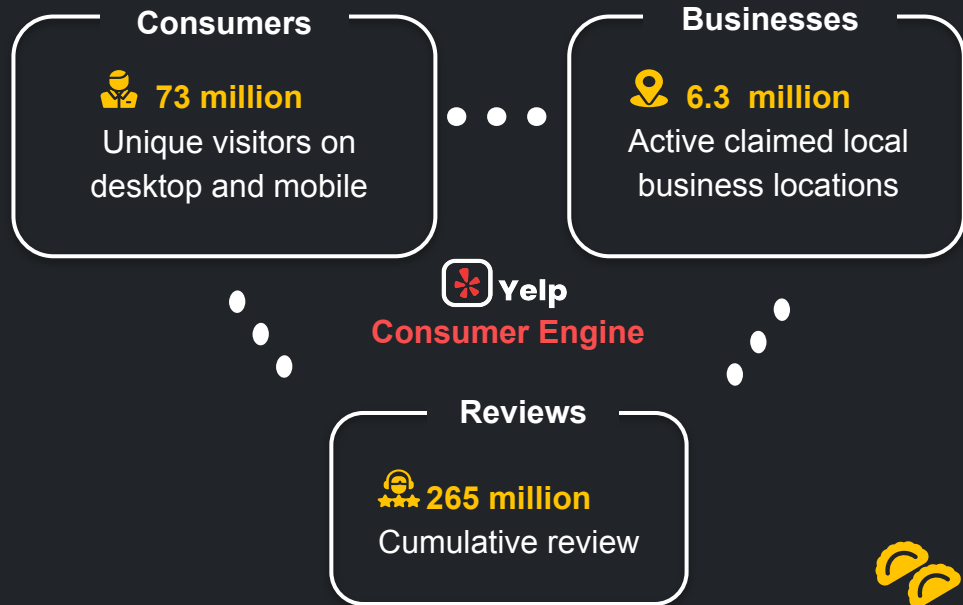 Consumers
73 million
Unique visitors on
desktop and mobile
Businesses
6.3 million
Active claimed local
business locations
Yelp
Consumer Engine
Reviews
265 million
Cumulative review